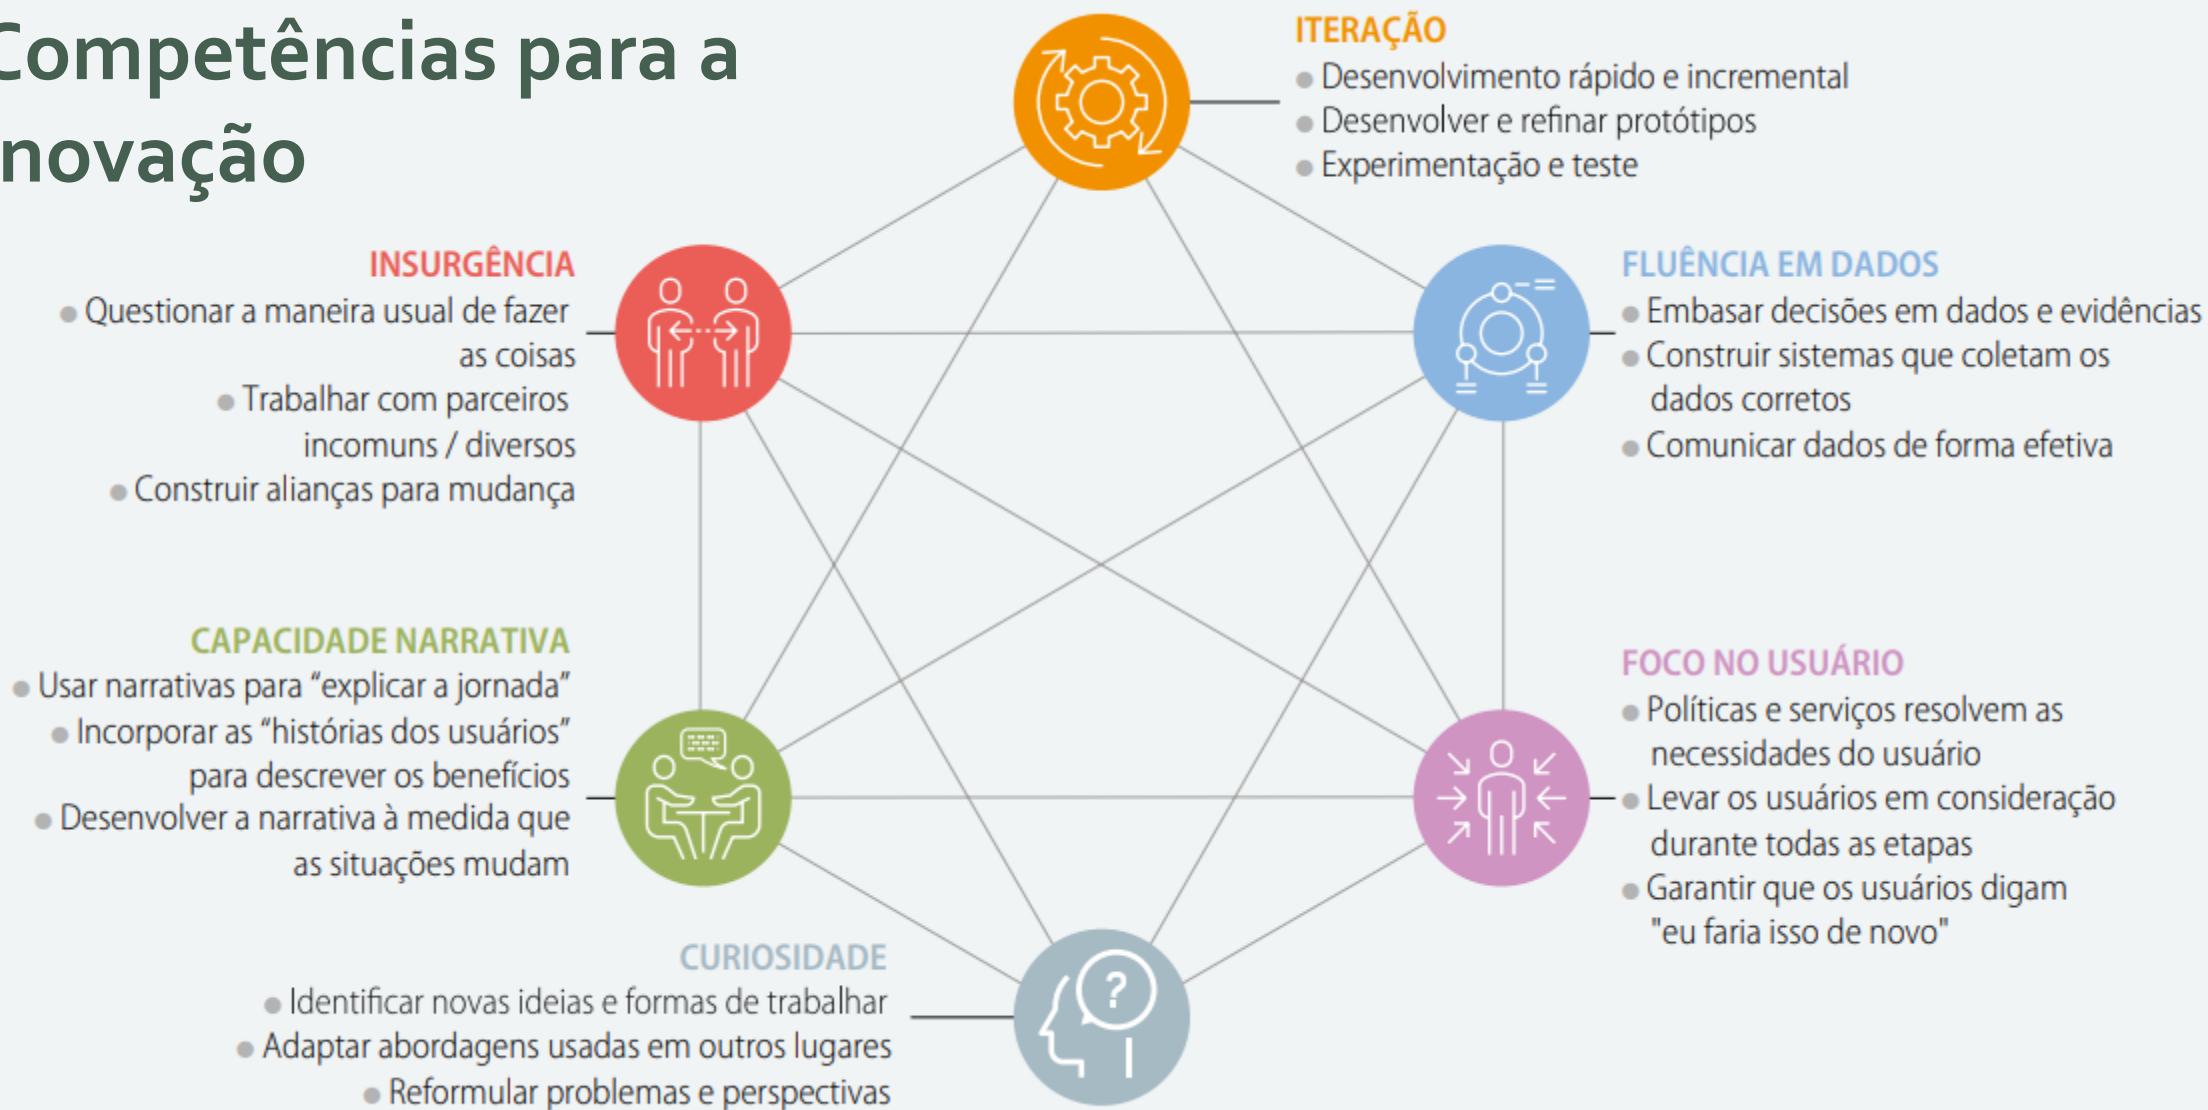 Competências para a
novação
ITERAÇÃO
● Desenvolvimento rápido e incremental
● Desenvolver e refinar protótipos
● Experimentação e teste
INSURGÊNCIA
● Questionar a maneira usual de fazer
as coisas
● Trabalhar com parceiros
incomuns / diversos
● Construir alianças para mudança
FLUÊNCIA EM DADOS
● Embasar decisões em dados e evidências
● Construir sistemas que coletam os
dados corretos
● Comunicar dados de forma efetiva
CAPACIDADE NARRATIVA
● Usar narrativas para “explicar a jornada”
● Incorporar as “histórias dos usuários”
para descrever os benefícios
● Desenvolver a narrativa à medida que
as situações mudam
FOCO NO USUÁRIO
● Políticas e serviços resolvem as
necessidades do usuário
● Levar os usuários em consideração
durante todas as etapas
● Garantir que os usuários digam
"eu faria isso de novo"
CURIOSIDADE
● Identificar novas ideias e formas de trabalhar
● Adaptar abordagens usadas em outros lugares
● Reformular problemas e perspectivas
?